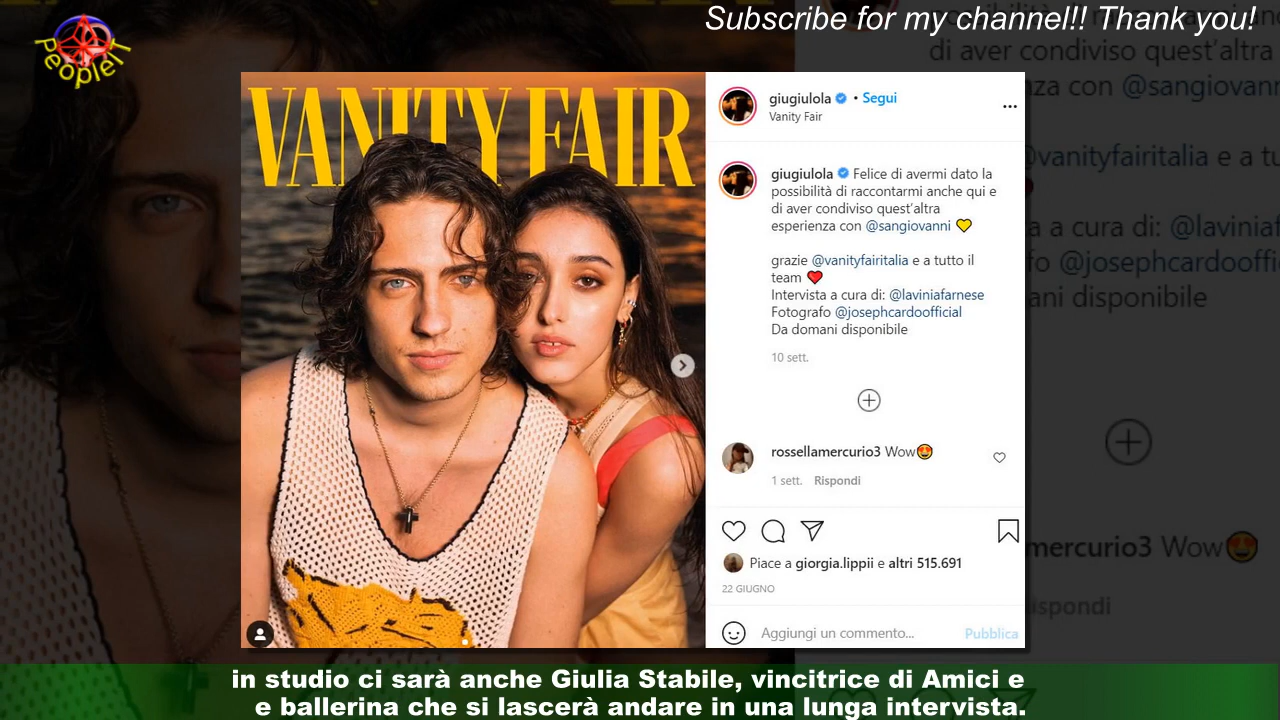 Subscribe for my channel!! Thank you!
PeopleIT
VANITY FAIR
giugiulola • Segui
Vanity Fair
giugiulola Felice di avermi dato la
possibilità di raccontarmi anche qui e
di aver condiviso quest'altra
esperienza con @sangiovanni 💛
grazie @vanityfairitalia e a tutto il
team ❤️
Intervista a cura di: @laviniafarnese
Fotografo @josephcardoofficial
Da domani disponibile
10 sett.
rossellamercurio3 Wow😍
1 sett. Rispondi
Piace a giorgia.lippii e altri 515.691
22 GIUGNO
Aggiungi un commento... Pubblica
di aver condiviso quest'altra
nza con @sangiovanni
@vanityfairitalia e a tu
a a cura di: @lavinia
fo @josephcardooffi
ani disponibile
mercurio3 Wow😍
ispondi
in studio ci sarà anche Giulia Stabile, vincitrice di Amici e
e ballerina che si lascerà andare in una lunga intervista.